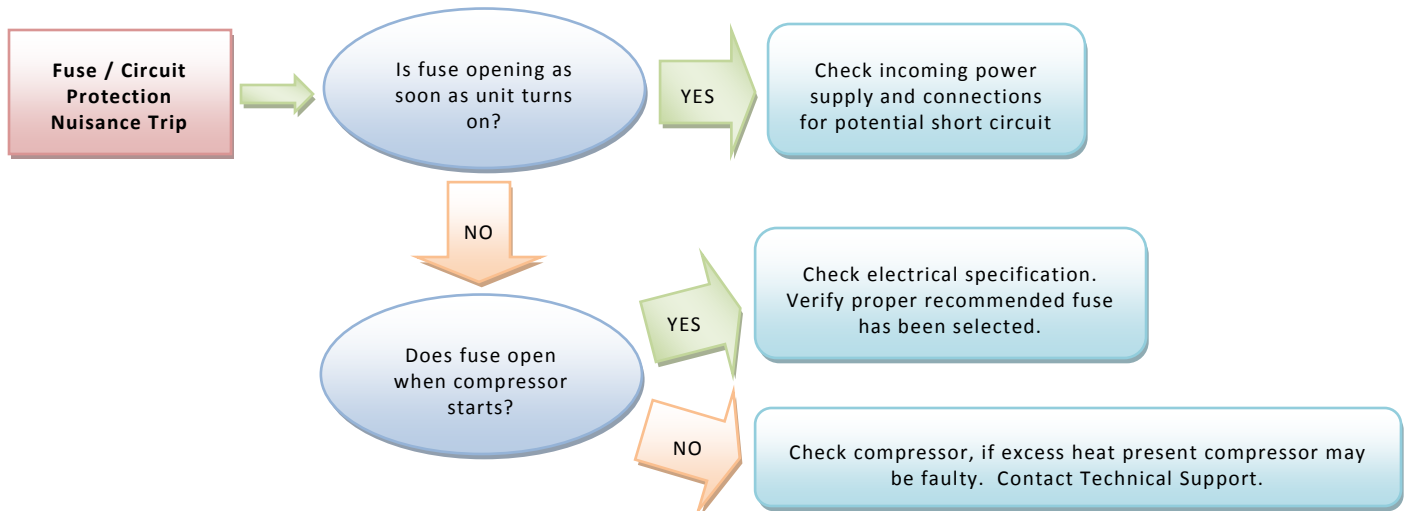 Fuse / Circuit
Protection
Nuisance Trip
Is fuse opening as
soon as unit turns
on?
YES
Check incoming power
supply and connections
for potential short circuit
NO
Does fuse open
when compressor
starts?
YES
Check electrical specification.
Verify proper recommended fuse
has been selected.
NO
Check compressor, if excess heat present compressor may
be faulty.  Contact Technical Support.